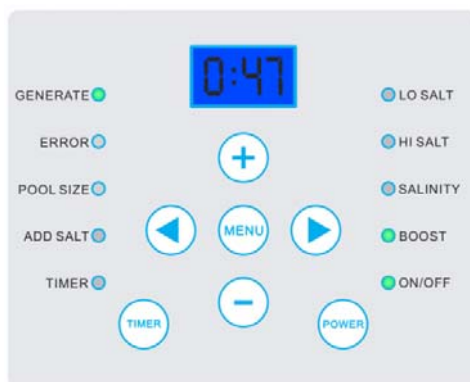 0:47
GENERATE
ERROR
POOL SIZE
ADD SALT
TIMER
LO SALT
HI SALT
SALINITY
BOOST
ON/OFF
+
MENU
−
TIMER
POWER